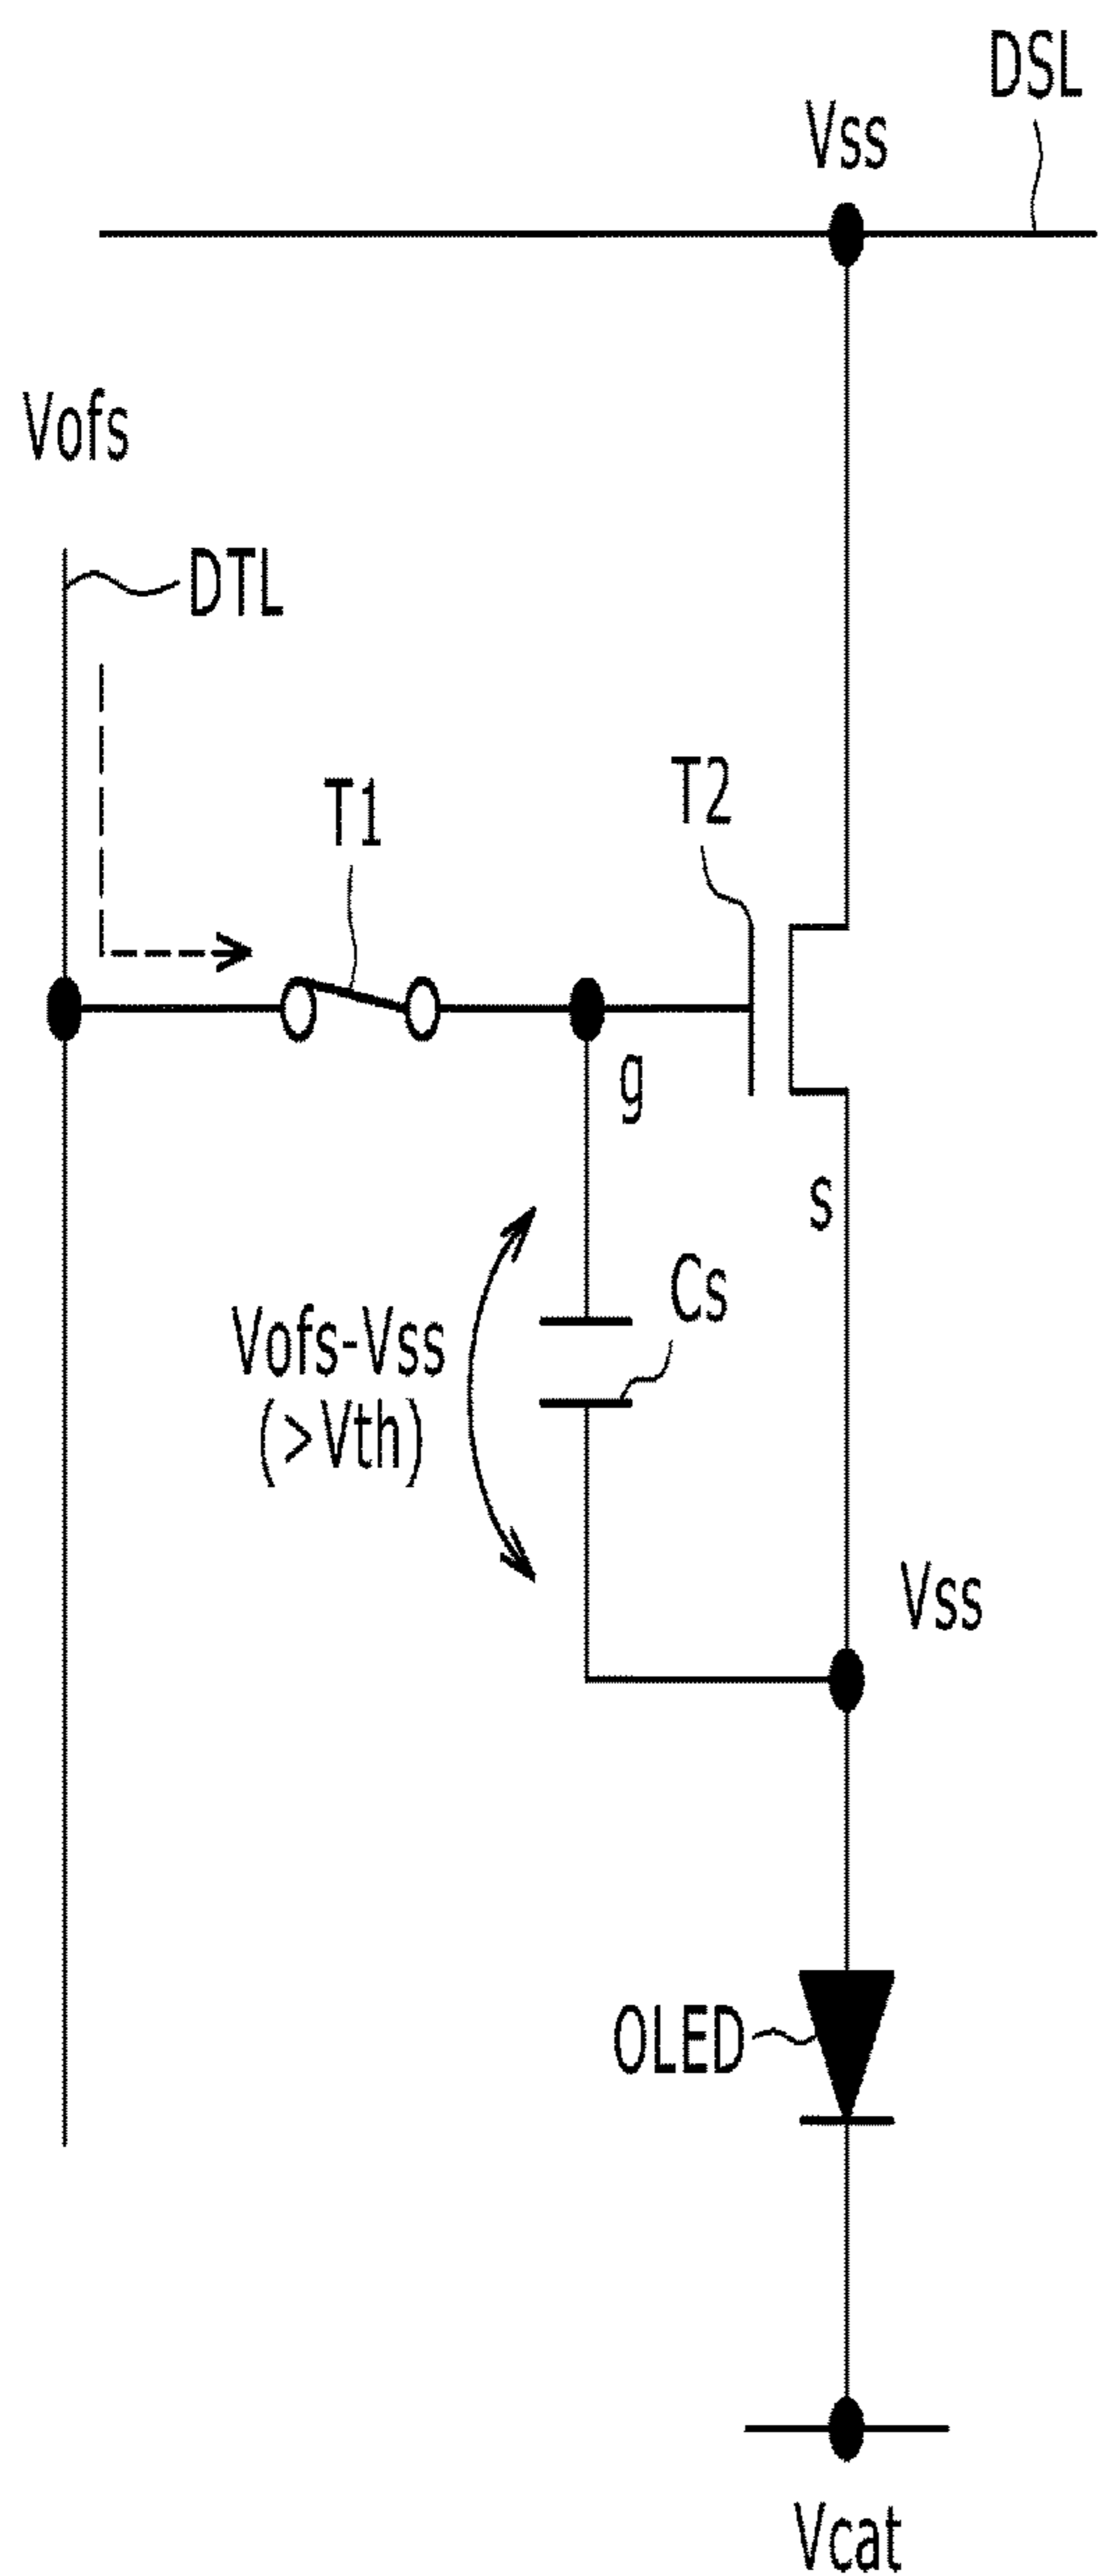 DSL
Vss
Vofs
DTL
T1
T2
g
s
Cs
Vofs-Vss
(>Vth)
Vss
OLED
Vcat